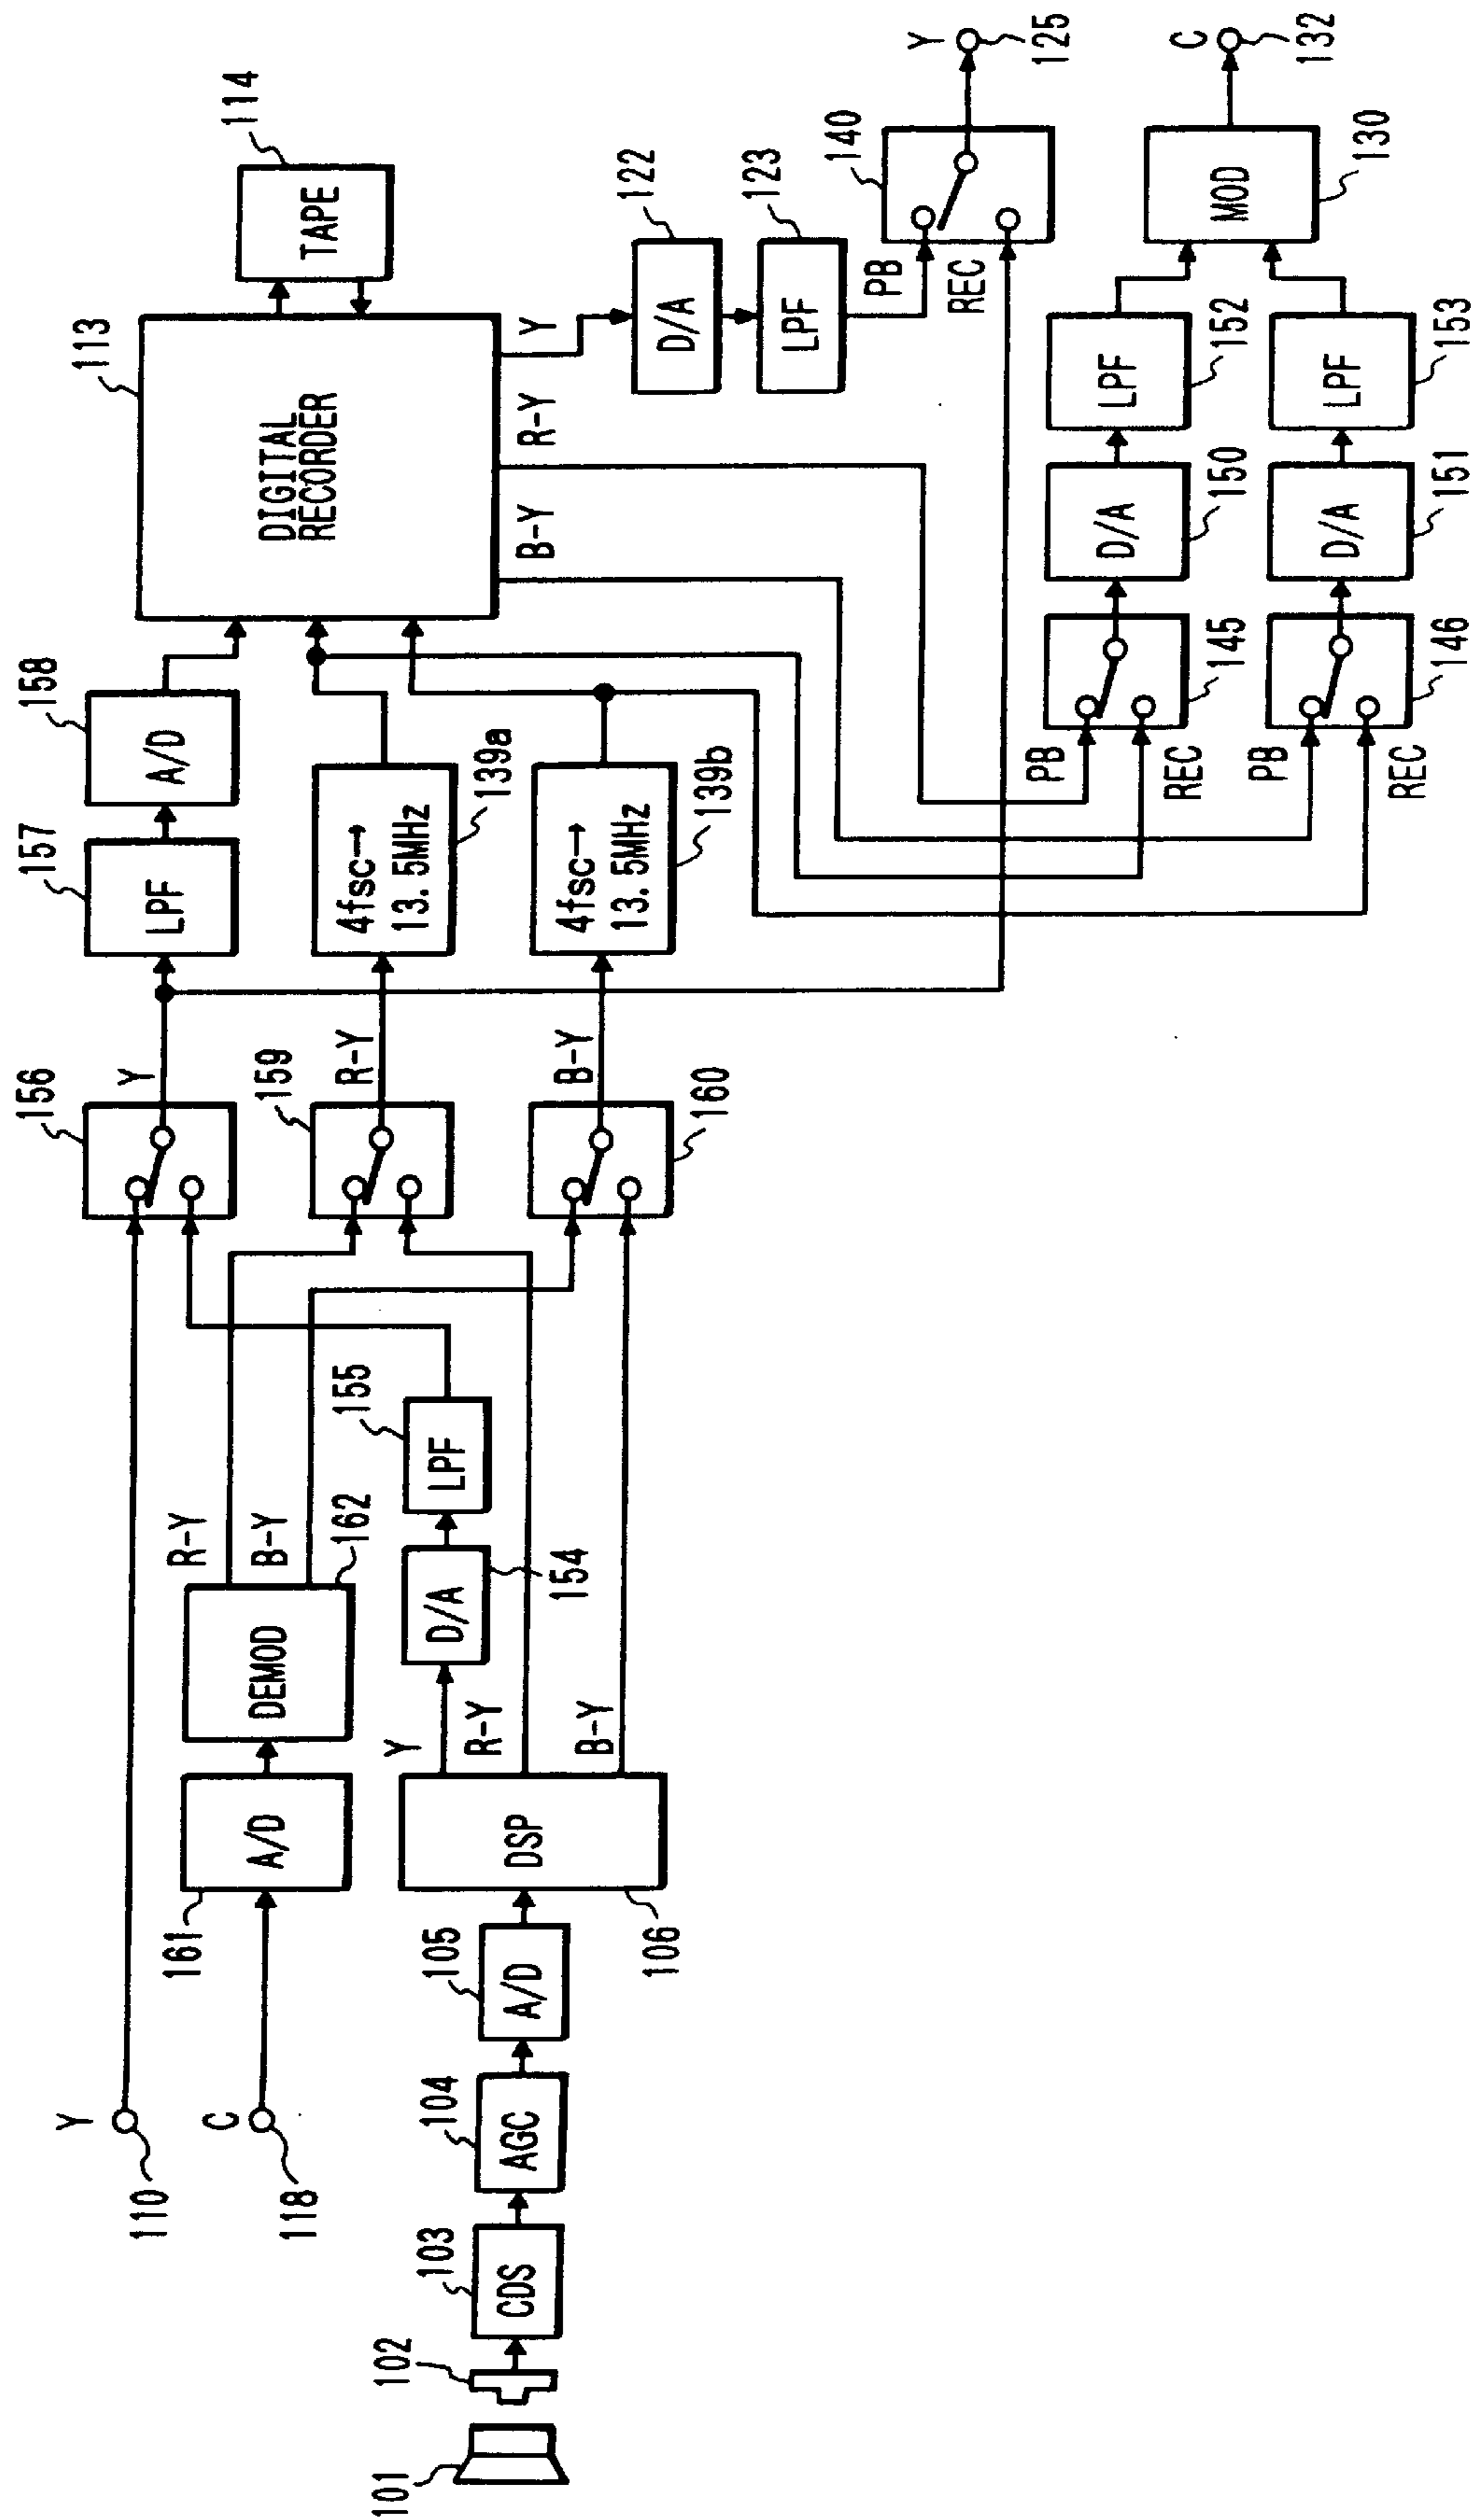 101
102
103
CDS
104
AGC
105
A/D
106
DSP
Y
R-Y
B-Y
110
Y
118
C
161
A/D
DEMOD
162
R-Y
B-Y
D/A
154
LPF
155
156
Y
159
R-Y
160
B-Y
157
LPF
158
A/D
4fsc→
13.5MHz
139a
4fsc→
13.5MHz
139b
113
DIGITAL
RECORDER
114
TAPE
Y
R-Y
B-Y
122
D/A
123
LPF
PB
REC
140
Y
125
PB
REC
145
D/A
150
LPF
152
PB
REC
146
D/A
151
LPF
153
MOD
130
C
132